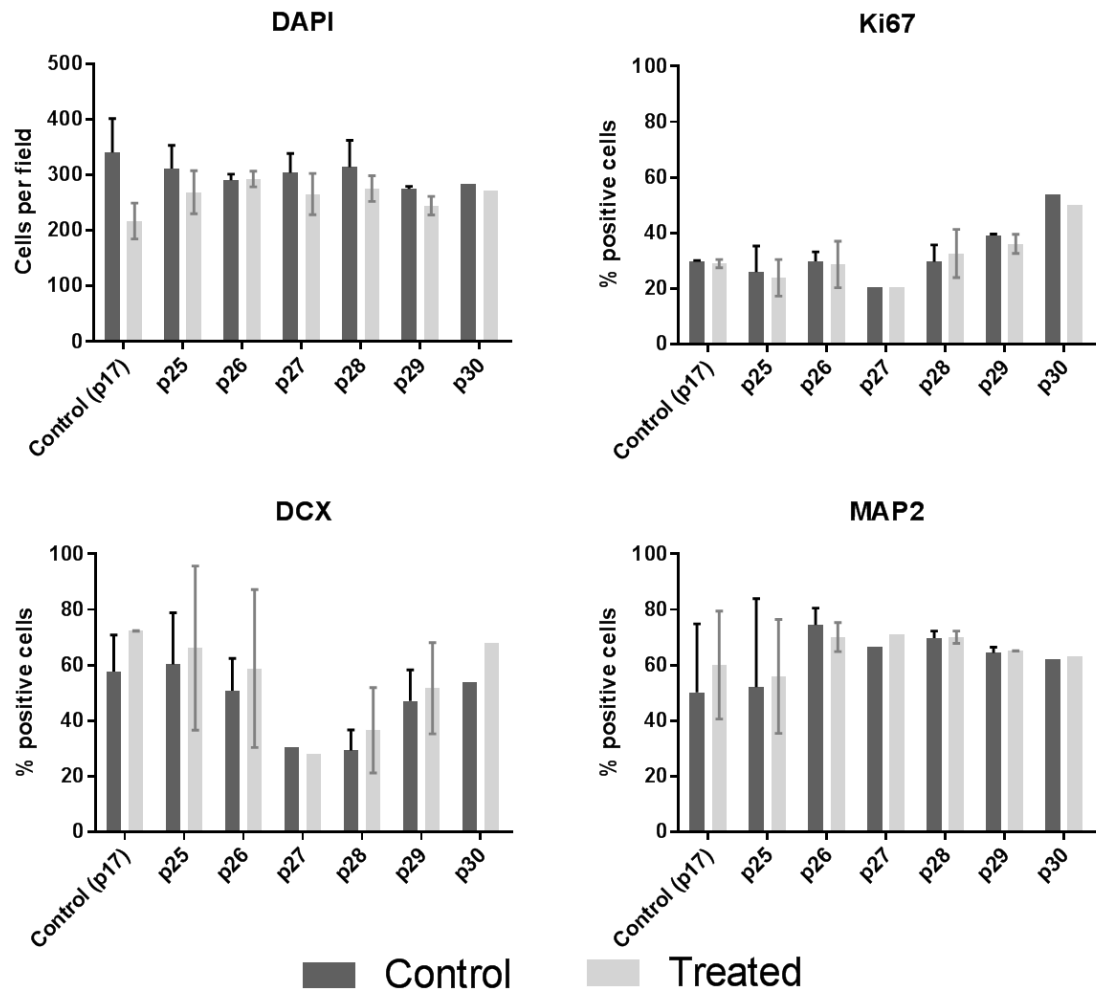 DAPI
Cells per field
500
400
300
200
100
0
Control (p17)
p25
p26
p27
p28
p29
p30
Ki67
% positive cells
100
80
60
40
20
0
Control (p17)
p25
p26
p27
p28
p29
p30
DCX
% positive cells
100
80
60
40
20
0
Control (p17)
p25
p26
p27
p28
p29
p30
MAP2
% positive cells
100
80
60
40
20
0
Control (p17)
p25
p26
p27
p28
p29
p30
Control Treated